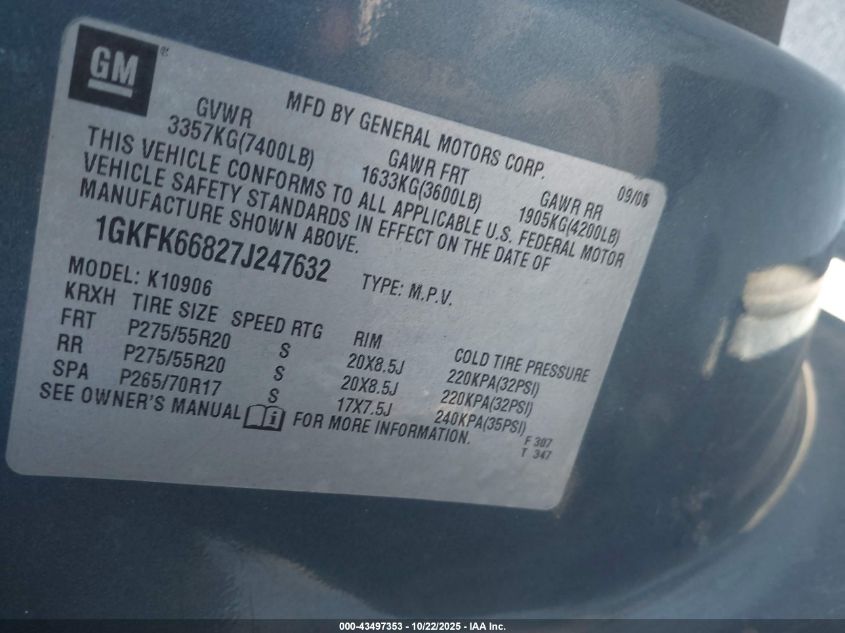 GM®
MFD BY GENERAL MOTORS CORP. 09/06
GVWR GAWR FRT GAWR RR
3357KG(7400LB) 1633KG(3600LB) 1905KG(4200LB)
THIS VEHICLE CONFORMS TO ALL APPLICABLE U.S. FEDERAL MOTOR
VEHICLE SAFETY STANDARDS IN EFFECT ON THE DATE OF
MANUFACTURE SHOWN ABOVE.
1GKFK66827J247632
TYPE: M.P.V.
MODEL: K10906
KRXH TIRE SIZE SPEED RTG RIM COLD TIRE PRESSURE
FRT P275/55R20 S 20X8.5J 220KPA(32PSI)
RR P275/55R20 S 20X8.5J 220KPA(32PSI)
SPA P265/70R17 S 17X7.5J 240KPA(35PSI)
SEE OWNER'S MANUAL FOR MORE INFORMATION.
F 307
T 347
000-43497353 - 10/22/2025 - IAA Inc.